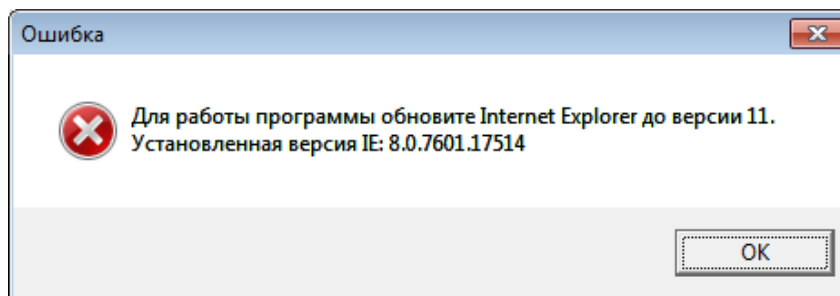 Ошибка
Для работы программы обновите Internet Explorer до версии 11.
Установленная версия IE: 8.0.7601.17514
OK